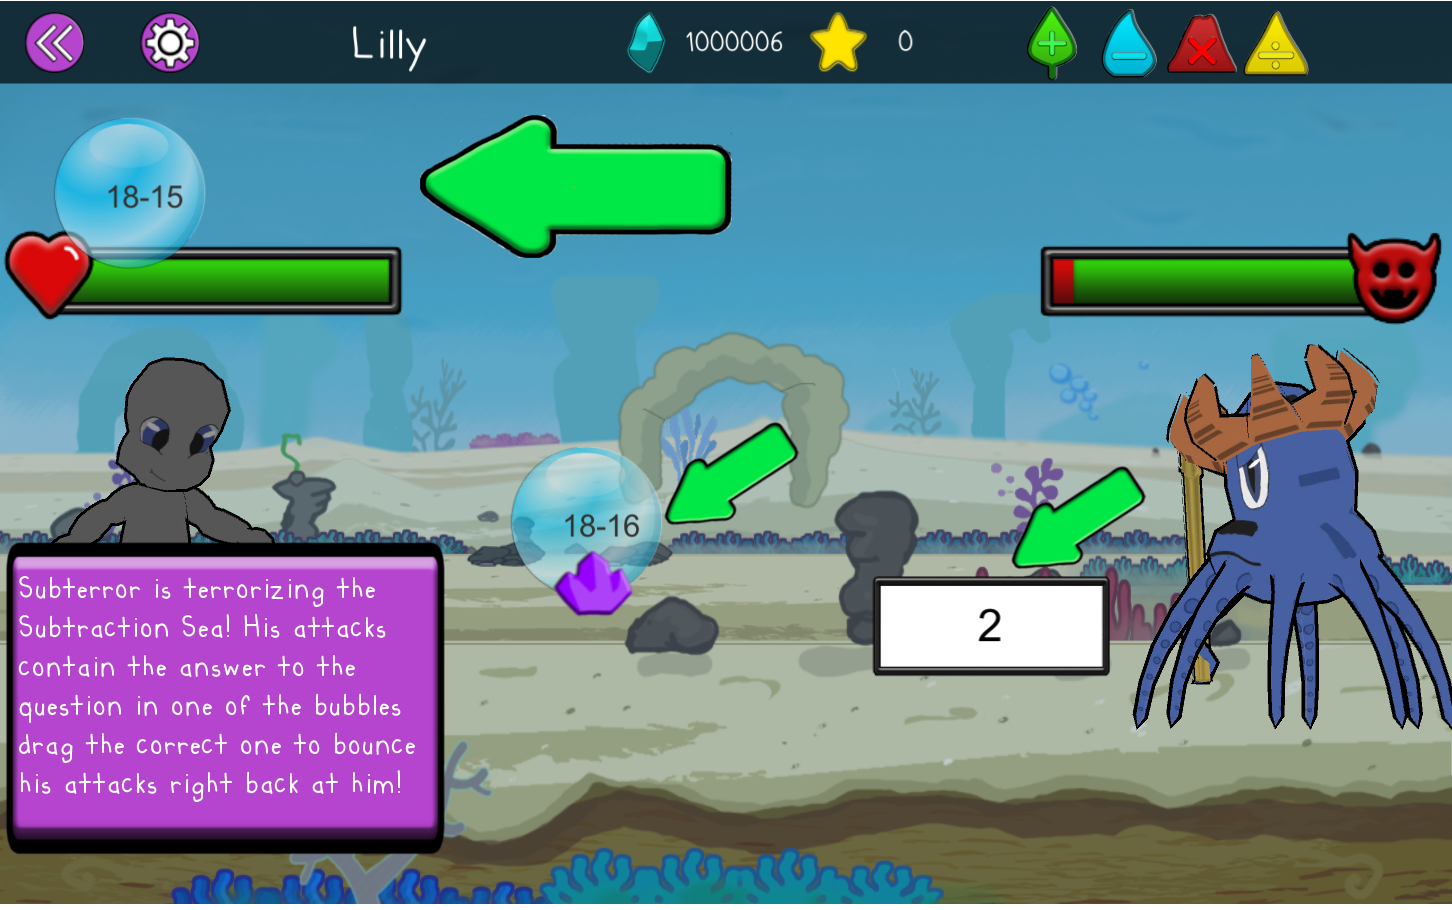 Lilly
1000006
0
18-15
18-16
2
Subterror is terrorizing the
Subtraction Sea! His attacks
contain the answer to the
question in one of the bubbles
drag the correct one to bounce
his attacks right back at him!